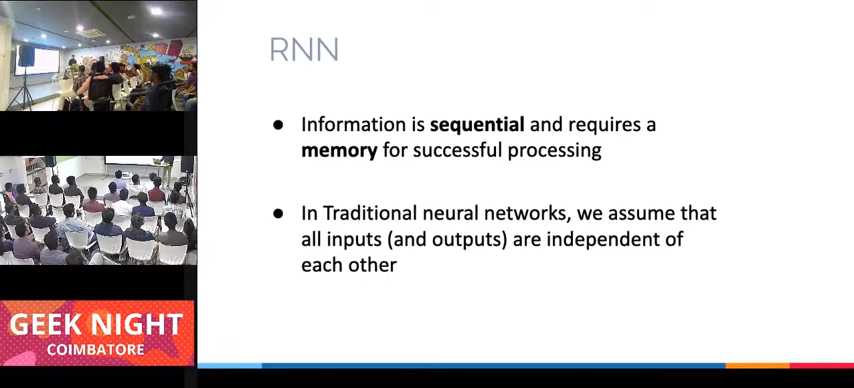 RNN
● Information is sequential and requires a
memory for successful processing
● In Traditional neural networks, we assume that
all inputs (and outputs) are independent of
each other
GEEK NIGHT
COIMBATORE